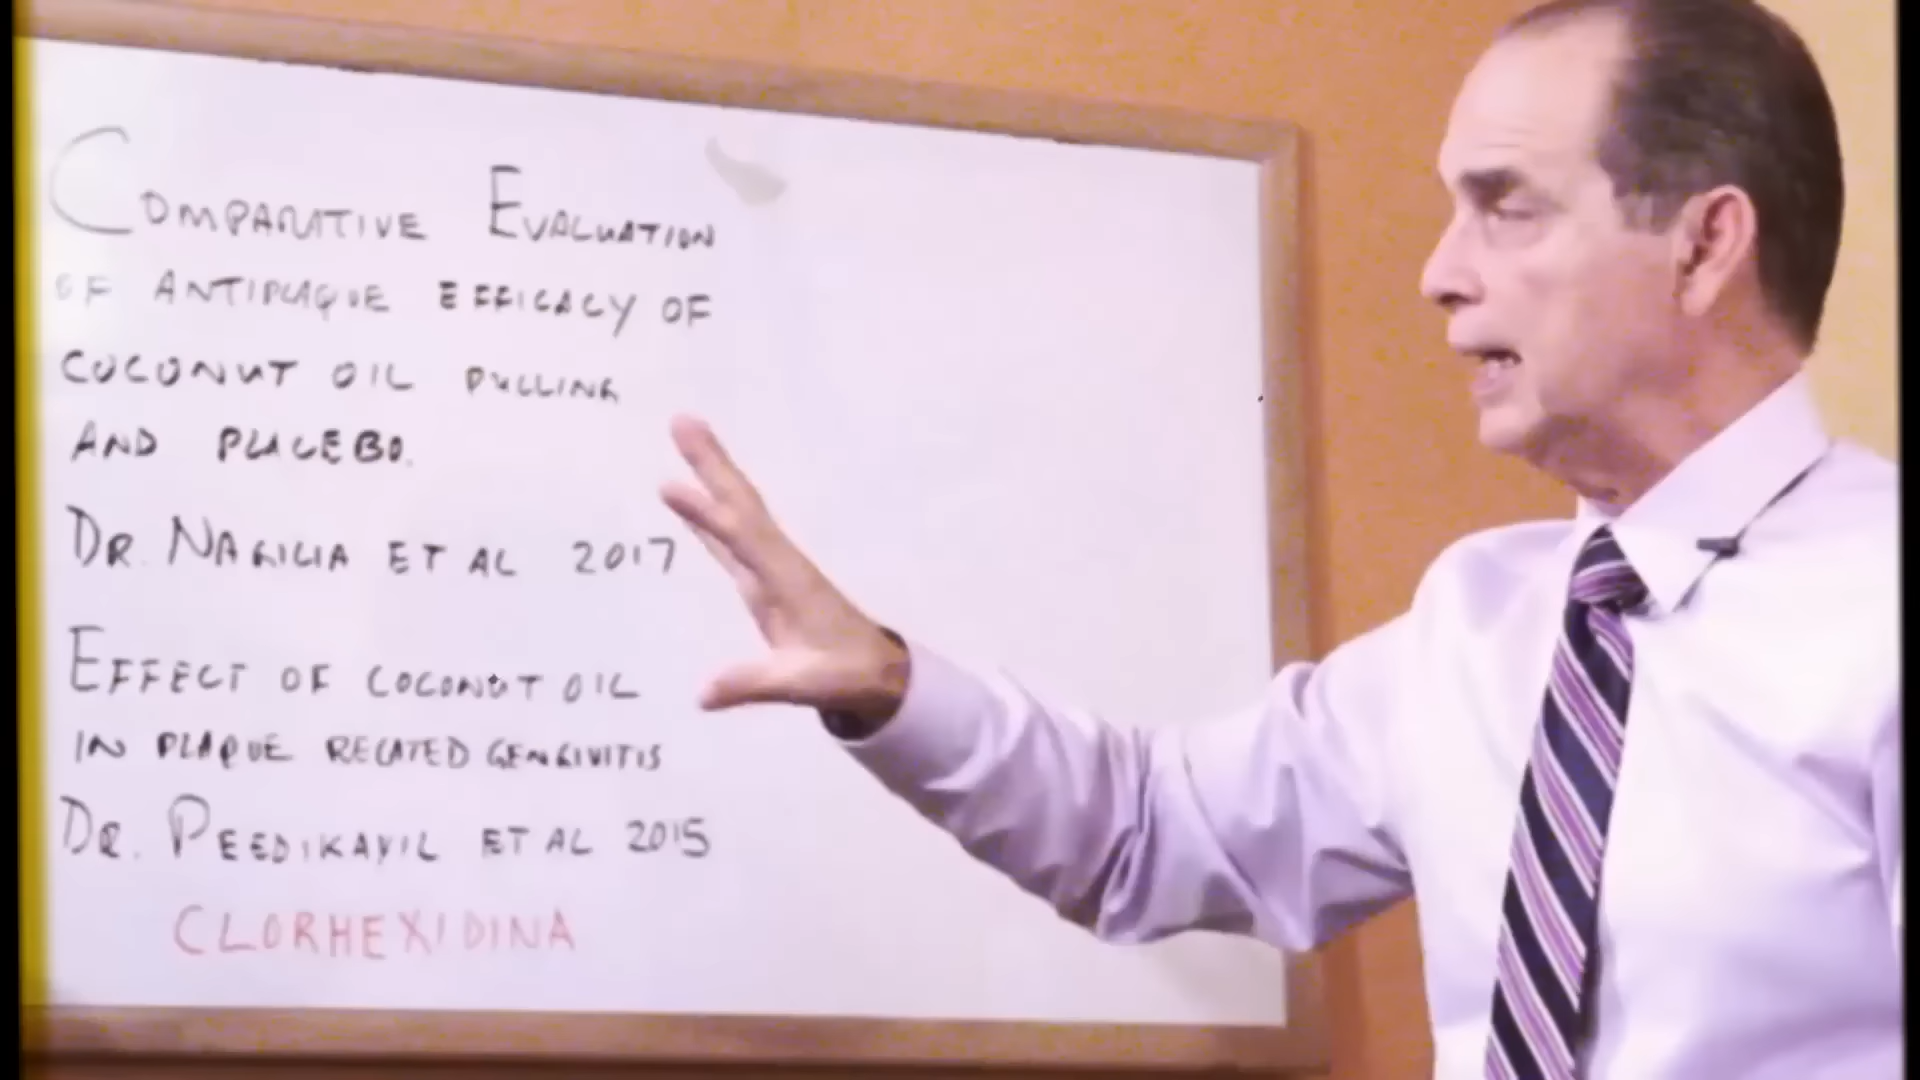 COMPARATIVE EVALUATION
OF ANTIPLAQUE EFFICACY OF
COCONUT OIL PULLING
AND PLACEBO.
DR. NAGILIA ET AL 2017
EFFECT OF COCONUT OIL
IN PLAQUE RELATED GENGIVITIS
DR. PEEDIKAYIL ET AL 2015
CLORHEXIDINA